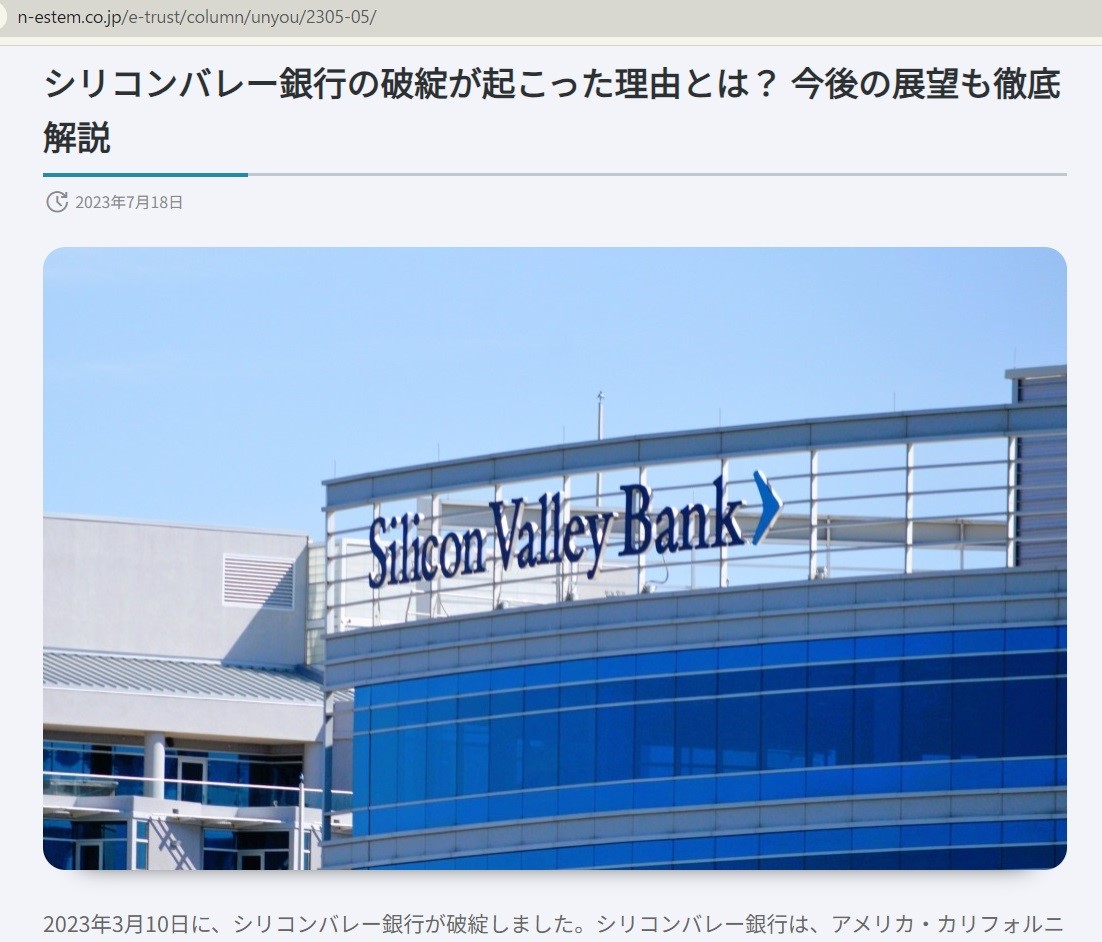 n-estem.co.jp/e-trust/column/unyou/2305-05/
シリコンバレー銀行の破綻が起こった理由とは？ 今後の展望も徹底
解説
2023年7月18日
Silicon Valley Bank
2023年3月10日に、シリコンバレー銀行が破綻しました。シリコンバレー銀行は、アメリカ・カリフォルニ